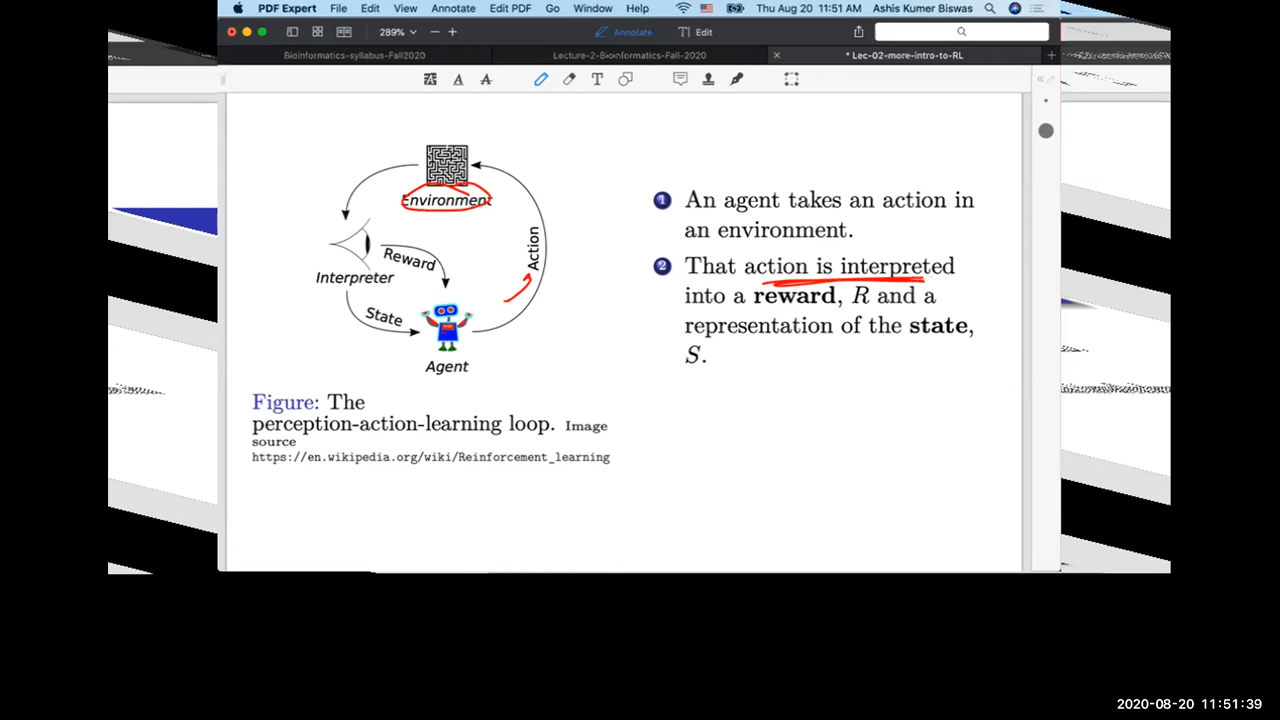 PDF Expert File Edit View Annotate Edit PDF Go Window Help Thu Aug 20 11:51 AM Ashis Kumer Biswas
289% Annotate Edit
Bioinformatics-syllabus-Fall2020 Lecture-2-Bionformatics-Fall-2020 * Lec-02-more-intro-to-RL
Environment
Action
Reward
Interpreter
State
Agent
Figure: The
perception-action-learning loop. Image
source
https://en.wikipedia.org/wiki/Reinforcement_learning
1 An agent takes an action in
an environment.
2 That action is interpreted
into a reward, R and a
representation of the state,
S.
2020-08-20 11:51:39